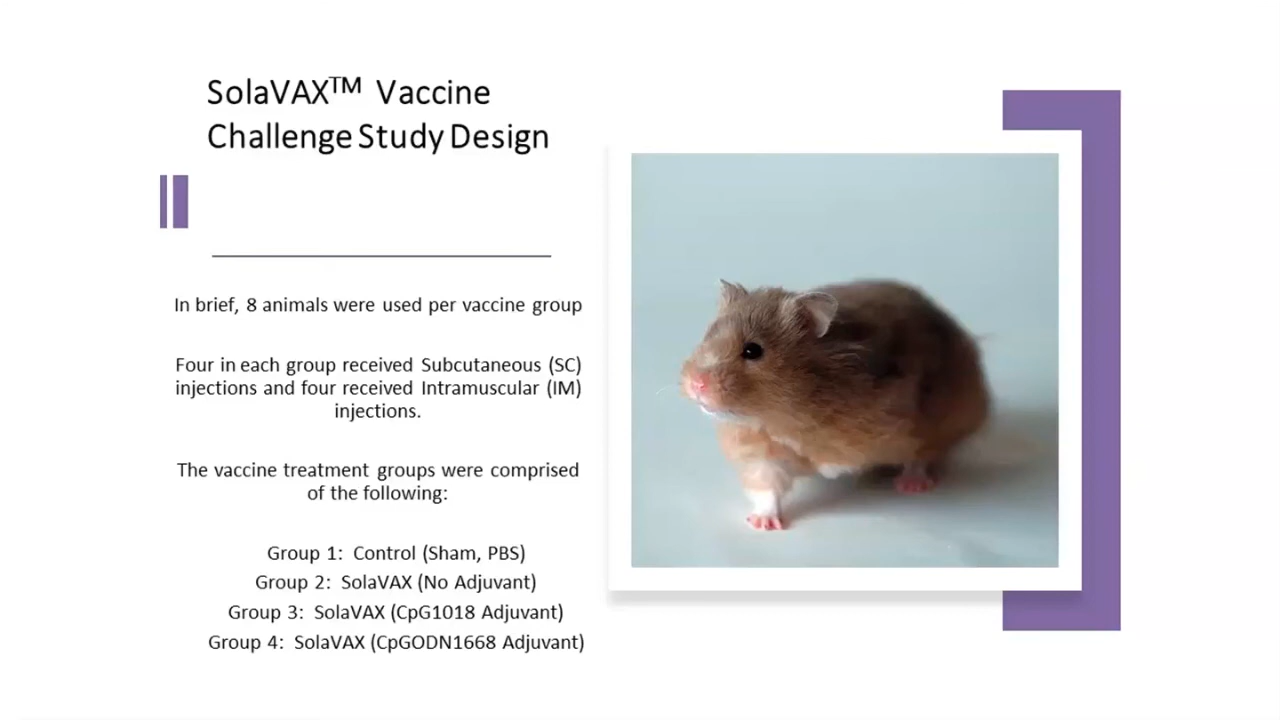 SolaVAX™ Vaccine
Challenge Study Design
In brief, 8 animals were used per vaccine group
Four in each group received Subcutaneous (SC)
injections and four received Intramuscular (IM)
injections.
The vaccine treatment groups were comprised
of the following:
Group 1: Control (Sham, PBS)
Group 2: SolaVAX (No Adjuvant)
Group 3: SolaVAX (CpG1018 Adjuvant)
Group 4: SolaVAX (CpGODN1668 Adjuvant)